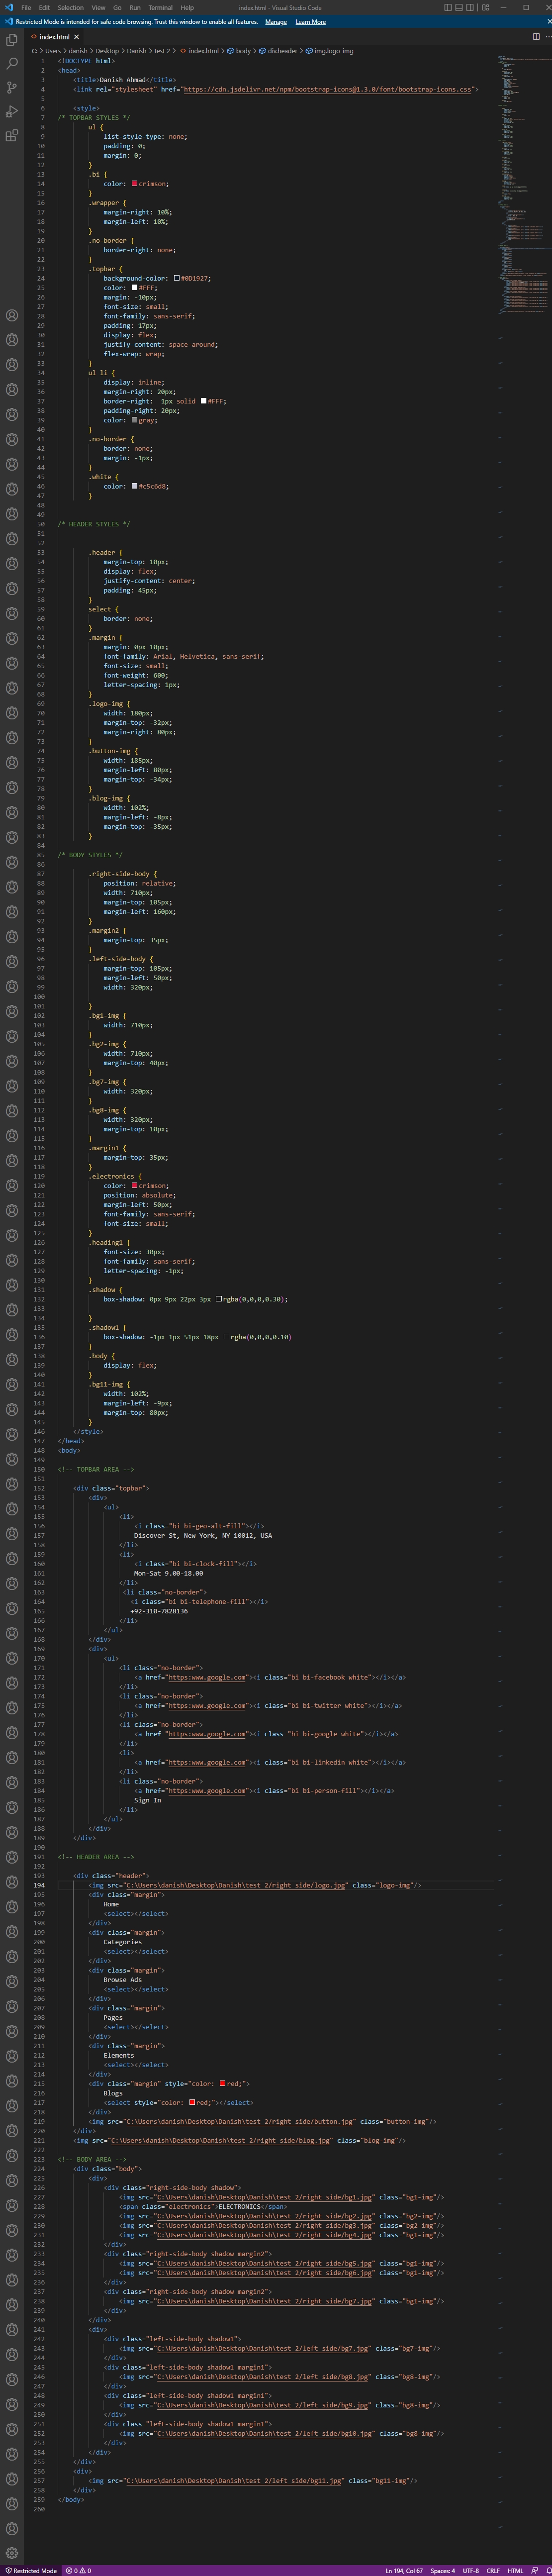 File Edit Selection View Go Run Terminal Help index.html - Visual Studio Code
Restricted Mode is intended for safe code browsing. Trust this window to enable all features. Manage Learn More
index.html
C: > Users > danish > Desktop > Danish > test 2 > index.html > body > div.header > img.logo-img
1 <!DOCTYPE html>
2 <head>
3 <title>Danish Ahmad</title>
4 <link rel="stylesheet" href="https://cdn.jsdelivr.net/npm/bootstrap-icons@1.3.0/font/bootstrap-icons.css">
5
6 <style>
7 /* TOPBAR STYLES */
8 ul {
9 list-style-type: none;
10 padding: 0;
11 margin: 0;
12 }
13 .bi {
14 color: crimson;
15 }
16 .wrapper {
17 margin-right: 10%;
18 margin-left: 10%;
19 }
20 .no-border {
21 border-right: none;
22 }
23 .topbar {
24 background-color: #0D1927;
25 color: #FFF;
26 margin: -10px;
27 font-size: small;
28 font-family: sans-serif;
29 padding: 17px;
30 display: flex;
31 justify-content: space-around;
32 flex-wrap: wrap;
33 }
34 ul li {
35 display: inline;
36 margin-right: 20px;
37 border-right: 1px solid #FFF;
38 padding-right: 20px;
39 color: gray;
40 }
41 .no-border {
42 border: none;
43 margin: -1px;
44 }
45 .white {
46 color: #c5c6d8;
47 }
48
49
50 /* HEADER STYLES */
51
52
53 .header {
54 margin-top: 10px;
55 display: flex;
56 justify-content: center;
57 padding: 45px;
58 }
59 select {
60 border: none;
61 }
62 .margin {
63 margin: 0px 10px;
64 font-family: Arial, Helvetica, sans-serif;
65 font-size: small;
66 font-weight: 600;
67 letter-spacing: 1px;
68 }
69 .logo-img {
70 width: 180px;
71 margin-top: -32px;
72 margin-right: 80px;
73 }
74 .button-img {
75 width: 185px;
76 margin-left: 80px;
77 margin-top: -34px;
78 }
79 .blog-img {
80 width: 102%;
81 margin-left: -8px;
82 margin-top: -35px;
83 }
84
85 /* BODY STYLES */
86
87 .right-side-body {
88 position: relative;
89 width: 710px;
90 margin-top: 105px;
91 margin-left: 160px;
92 }
93 .margin2 {
94 margin-top: 35px;
95 }
96 .left-side-body {
97 margin-top: 105px;
98 margin-left: 50px;
99 width: 320px;
100
101 }
102 .bg1-img {
103 width: 710px;
104 }
105 .bg2-img {
106 width: 710px;
107 margin-top: 40px;
108 }
109 .bg7-img {
110 width: 320px;
111 }
112 .bg8-img {
113 width: 320px;
114 margin-top: 10px;
115 }
116 .margin1 {
117 margin-top: 35px;
118 }
119 .electronics {
120 color: crimson;
121 position: absolute;
122 margin-left: 50px;
123 font-family: sans-serif;
124 font-size: small;
125 }
126 .heading1 {
127 font-size: 30px;
128 font-family: sans-serif;
129 letter-spacing: -1px;
130 }
131 .shadow {
132 box-shadow: 0px 9px 22px 3px rgba(0,0,0,0.30);
133
134 }
135 .shadow1 {
136 box-shadow: -1px 1px 51px 18px rgba(0,0,0,0.10)
137 }
138 .body {
139 display: flex;
140 }
141 .bg11-img {
142 width: 102%;
143 margin-left: -9px;
144 margin-top: 80px;
145 }
146 </style>
147 </head>
148 <body>
149
150 <!-- TOPBAR AREA -->
151
152 <div class="topbar">
153 <div>
154 <ul>
155 <li>
156 <i class="bi bi-geo-alt-fill"></i>
157 Discover St, New York, NY 10012, USA
158 </li>
159 <li>
160 <i class="bi bi-clock-fill"></i>
161 Mon-Sat 9.00-18.00
162 </li>
163 <li class="no-border">
164 <i class="bi bi-telephone-fill"></i>
165 +92-310-7828136
166 </li>
167 </ul>
168 </div>
169 <div>
170 <ul>
171 <li class="no-border">
172 <a href="https:www.google.com"><i class="bi bi-facebook white"></i></a>
173 </li>
174 <li class="no-border">
175 <a href="https:www.google.com"><i class="bi bi-twitter white"></i></a>
176 </li>
177 <li class="no-border">
178 <a href="https:www.google.com"><i class="bi bi-google white"></i></a>
179 </li>
180 <li>
181 <a href="https:www.google.com"><i class="bi bi-linkedin white"></i></a>
182 </li>
183 <li class="no-border">
184 <a href="https:www.google.com"><i class="bi bi-person-fill"></i></a>
185 Sign In
186 </li>
187 </ul>
188 </div>
189 </div>
190
191 <!-- HEADER AREA -->
192
193 <div class="header">
194 <img src="C:\Users\danish\Desktop\Danish\test 2/right side/logo.jpg" class="logo-img"/>
195 <div class="margin">
196 Home
197 <select></select>
198 </div>
199 <div class="margin">
200 Categories
201 <select></select>
202 </div>
203 <div class="margin">
204 Browse Ads
205 <select></select>
206 </div>
207 <div class="margin">
208 Pages
209 <select></select>
210 </div>
211 <div class="margin">
212 Elements
213 <select></select>
214 </div>
215 <div class="margin" style="color: red;">
216 Blogs
217 <select style="color: red;"></select>
218 </div>
219 <img src="C:\Users\danish\Desktop\Danish\test 2/right side/button.jpg" class="button-img"/>
220 </div>
221 <img src="C:\Users\danish\Desktop\Danish\test 2/right side/blog.jpg" class="blog-img"/>
222
223 <!-- BODY AREA -->
224 <div class="body">
225 <div>
226 <div class="right-side-body shadow">
227 <img src="C:\Users\danish\Desktop\Danish\test 2/right side/bg1.jpg" class="bg1-img"/>
228 <span class="electronics">ELECTRONICS</span>
229 <img src="C:\Users\danish\Desktop\Danish\test 2/right side/bg2.jpg" class="bg2-img"/>
230 <img src="C:\Users\danish\Desktop\Danish\test 2/right side/bg3.jpg" class="bg2-img"/>
231 <img src="C:\Users\danish\Desktop\Danish\test 2/right side/bg4.jpg" class="bg1-img"/>
232 </div>
233 <div class="right-side-body shadow margin2">
234 <img src="C:\Users\danish\Desktop\Danish\test 2/right side/bg5.jpg" class="bg1-img"/>
235 <img src="C:\Users\danish\Desktop\Danish\test 2/right side/bg6.jpg" class="bg1-img"/>
236 </div>
237 <div class="right-side-body shadow margin2">
238 <img src="C:\Users\danish\Desktop\Danish\test 2/right side/bg7.jpg" class="bg1-img"/>
239 </div>
240 </div>
241 <div>
242 <div class="left-side-body shadow1">
243 <img src="C:\Users\danish\Desktop\Danish\test 2/left side/bg7.jpg" class="bg7-img"/>
244 </div>
245 <div class="left-side-body shadow1 margin1">
246 <img src="C:\Users\danish\Desktop\Danish\test 2/left side/bg8.jpg" class="bg8-img"/>
247 </div>
248 <div class="left-side-body shadow1 margin1">
249 <img src="C:\Users\danish\Desktop\Danish\test 2/left side/bg9.jpg" class="bg8-img"/>
250 </div>
251 <div class="left-side-body shadow1 margin1">
252 <img src="C:\Users\danish\Desktop\Danish\test 2/left side/bg10.jpg" class="bg8-img"/>
253 </div>
254 </div>
255 </div>
256 <div>
257 <img src="C:\Users\danish\Desktop\Danish\test 2/left side/bg11.jpg" class="bg11-img"/>
258 </div>
259 </body>
260
Restricted Mode 0 0 Ln 194, Col 67 Spaces: 4 UTF-8 CRLF HTML